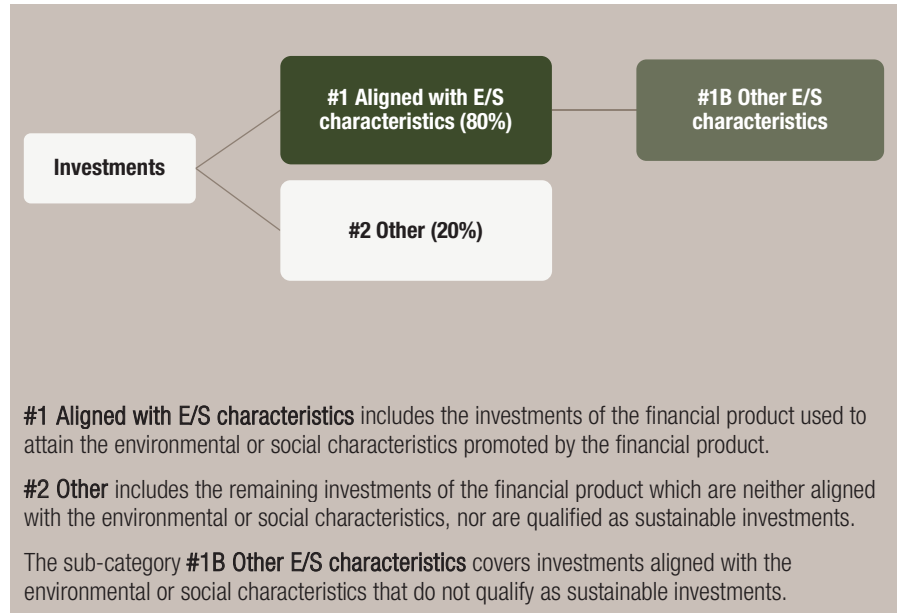 #1 Aligned with E/S
characteristics (80%)
#1B Other E/S
characteristics
Investments
#2 Other (20%)
#1 Aligned with E/S characteristics includes the investments of the financial product used to
attain the environmental or social characteristics promoted by the financial product.
#2 Other includes the remaining investments of the financial product which are neither aligned
with the environmental or social characteristics, nor are qualified as sustainable investments.
The sub-category #1B Other E/S characteristics covers investments aligned with the
environmental or social characteristics that do not qualify as sustainable investments.